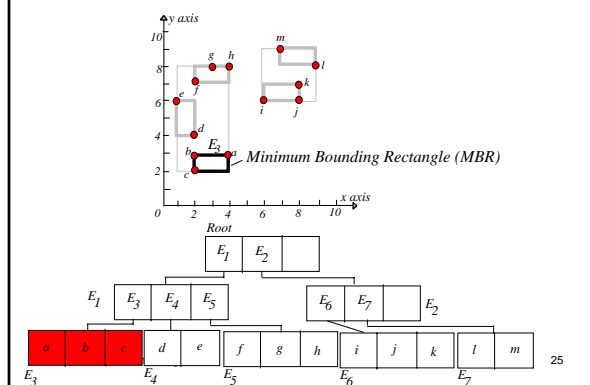 y axis
10
m
g h
8
l
f
k
e
6
i j
d
4
b E3 a
Minimum Bounding Rectangle (MBR)
2
c
x axis
0 2 4 6 8 10
Root
E1 E2
E1 E3 E4 E5 E6 E7 E2
a b c d e f g h i j k l m
25
E3 E4 E5 E6 E7